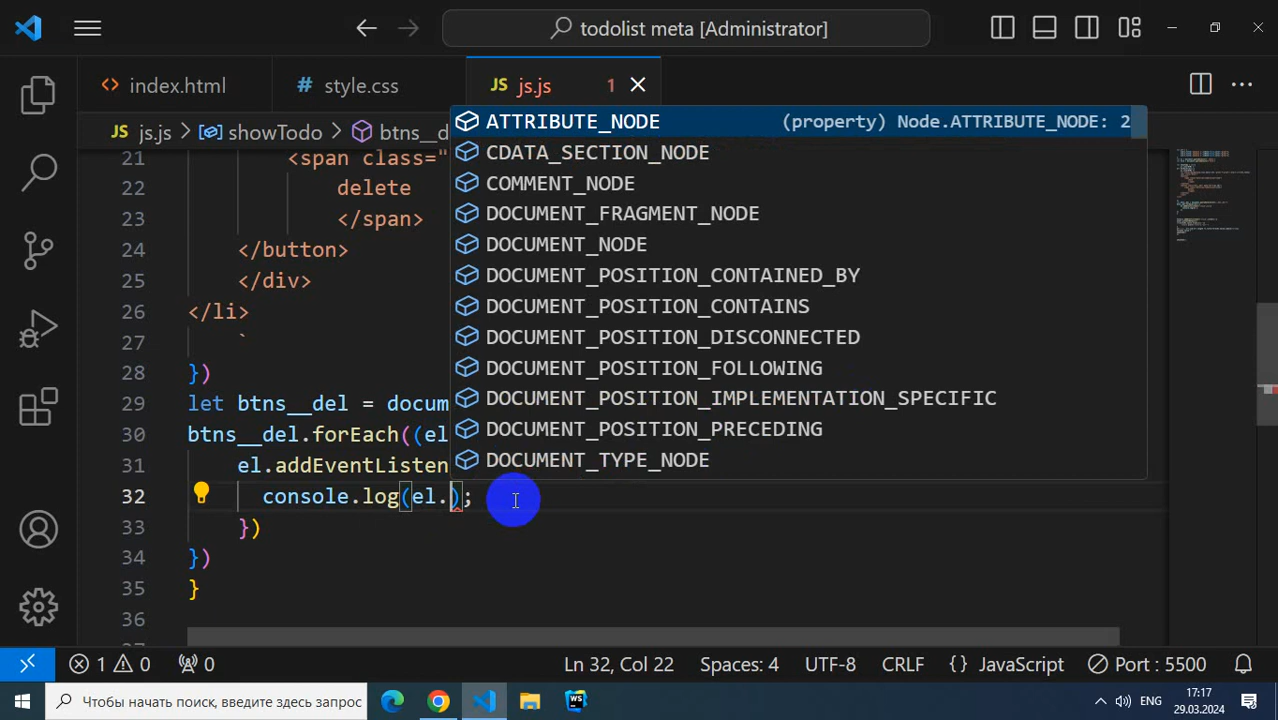 todolist meta [Administrator]
index.html
# style.css
JS js.js 1
JS js.js > showTodo > btns__d
ATTRIBUTE_NODE (property) Node.ATTRIBUTE_NODE: 2
CDATA_SECTION_NODE
COMMENT_NODE
DOCUMENT_FRAGMENT_NODE
DOCUMENT_NODE
DOCUMENT_POSITION_CONTAINED_BY
DOCUMENT_POSITION_CONTAINS
DOCUMENT_POSITION_DISCONNECTED
DOCUMENT_POSITION_FOLLOWING
DOCUMENT_POSITION_IMPLEMENTATION_SPECIFIC
DOCUMENT_POSITION_PRECEDING
DOCUMENT_TYPE_NODE
21 <span class="
22 delete
23 </span>
24 </button>
25 </div>
26 </li>
27 `
28 })
29 let btns__del = docum
30 btns__del.forEach((el
31 el.addEventListen
32 console.log(el.);
33 })
34 })
35 }
36
1 0 0 Ln 32, Col 22 Spaces: 4 UTF-8 CRLF {} JavaScript Port : 5500
Чтобы начать поиск, введите здесь запрос
WS
ENG
17:17
29.03.2024